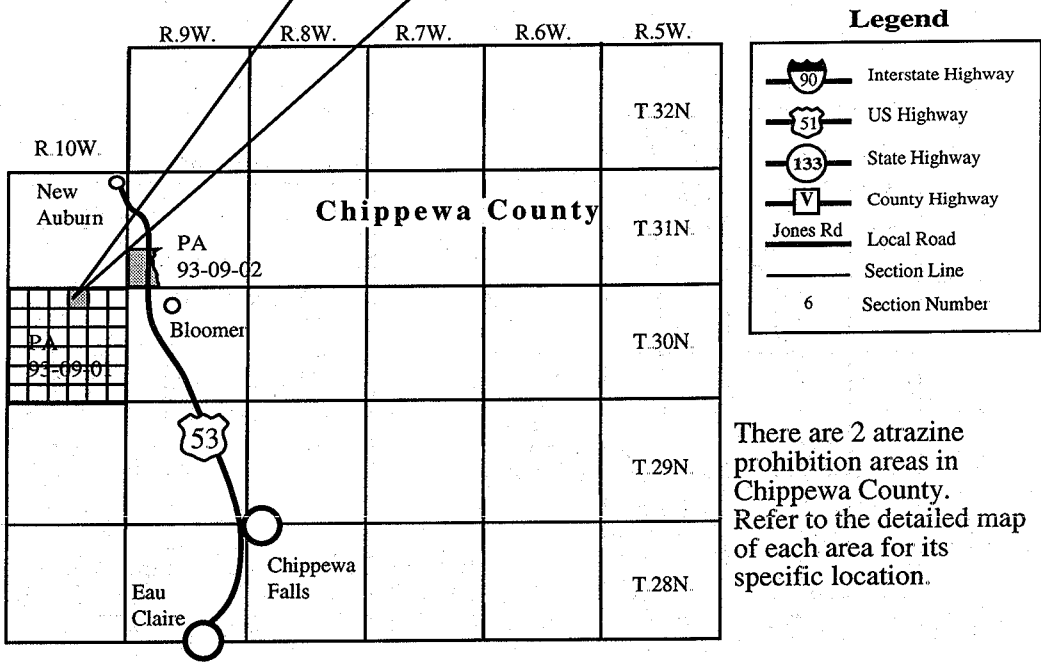 R.9W. R.8W. R.7W. R.6W. R.5W.
T.32N.
R.10W.
New
Auburn
Chippewa County
T.31N.
PA
93-09-02
Bloomer
T.30N.
PA
93-09-01
53
T.29N.
Chippewa
Falls
Eau
Claire
T.28N.
Legend
90 Interstate Highway
51 US Highway
133 State Highway
V County Highway
Jones Rd Local Road
Section Line
6 Section Number
There are 2 atrazine
prohibition areas in
Chippewa County.
Refer to the detailed map
of each area for its
specific location.